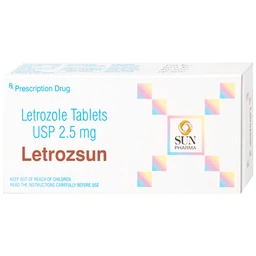 Rx Prescription Drug
Letrozole Tablets
USP 2.5 mg
Letrozsun
SUN
PHARMA
KEEP OUT OF REACH OF CHILDREN
READ THE INSTRUCTIONS CAREFULLY BEFORE USE